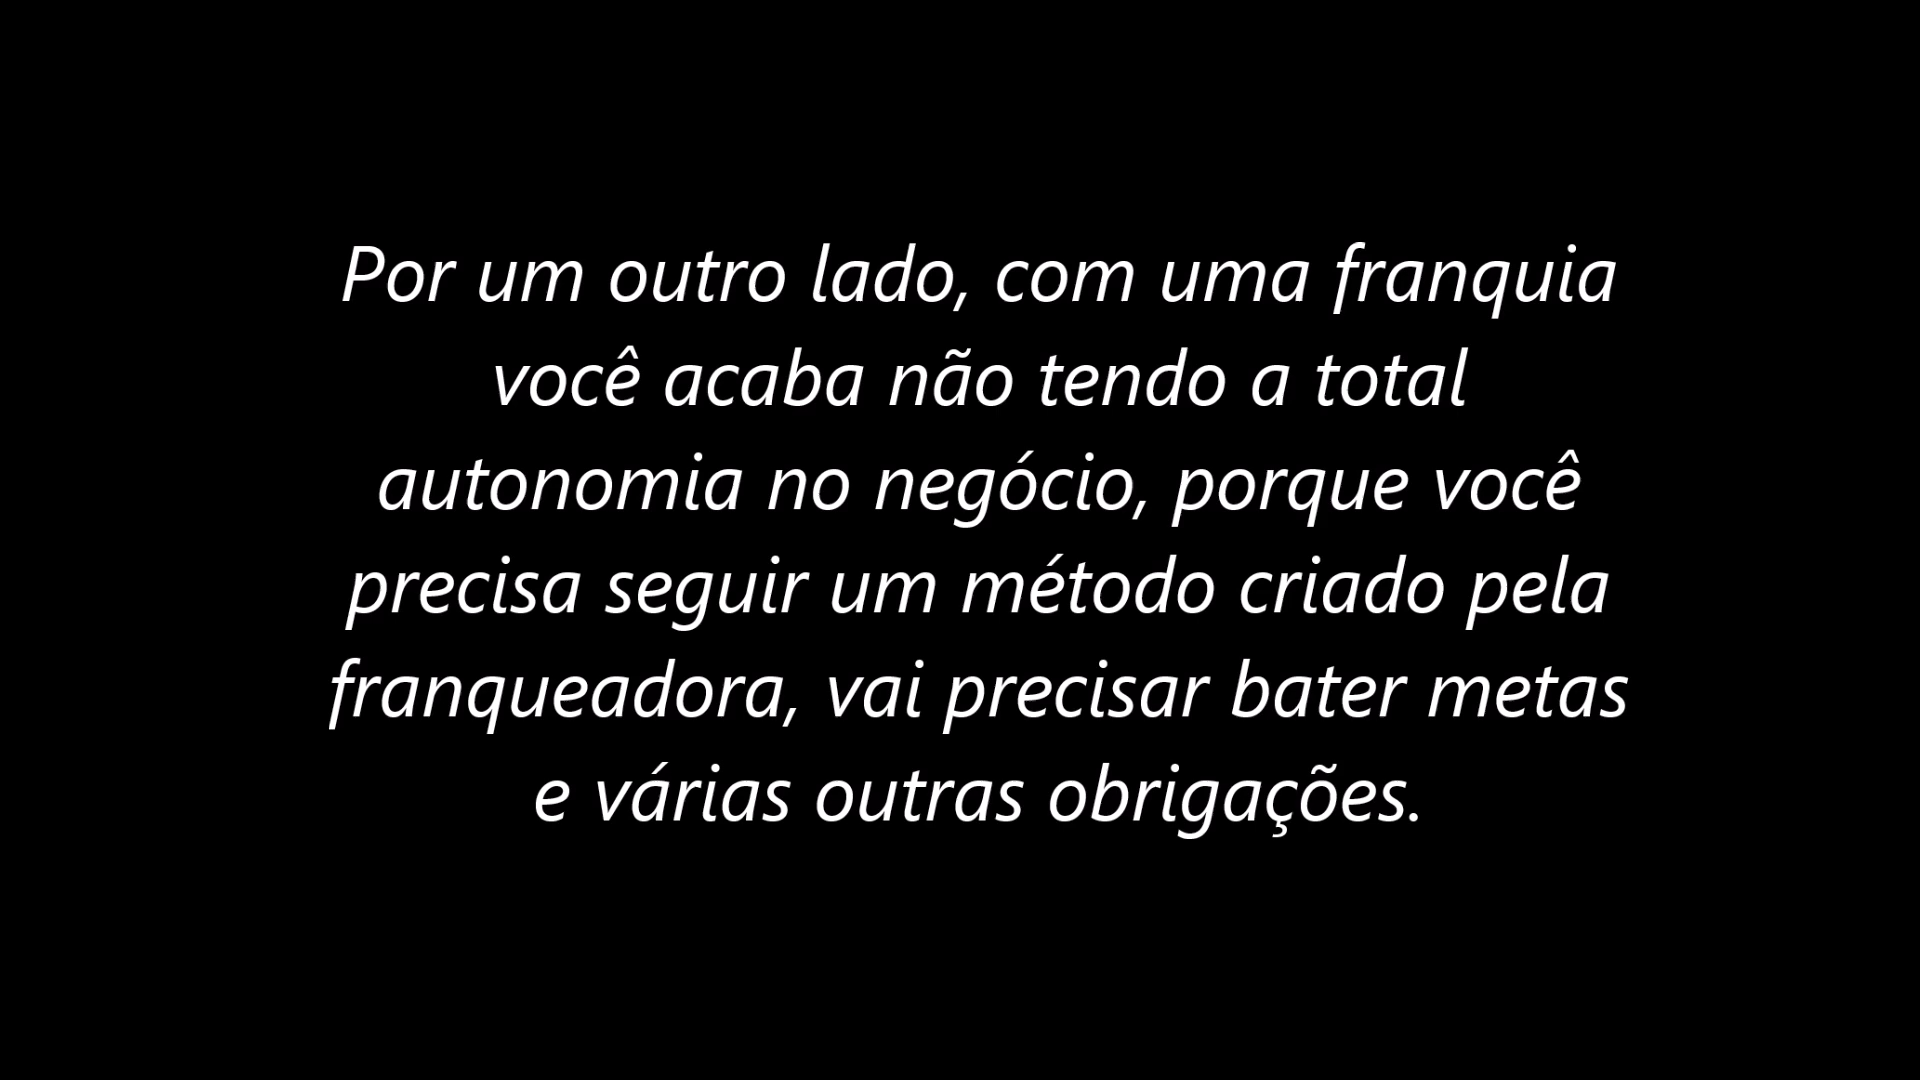 Por um outro lado, com uma franquia
você acaba não tendo a total
autonomia no negócio, porque você
precisa seguir um método criado pela
franqueadora, vai precisar bater metas
e várias outras obrigações.